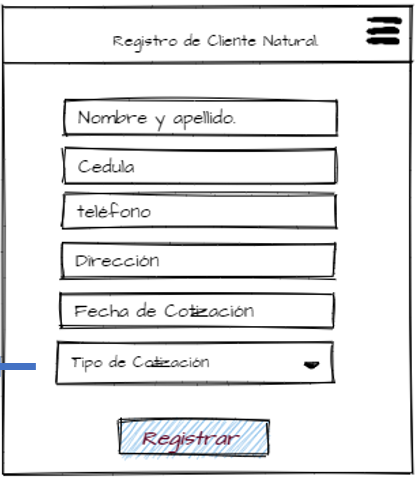 Registro de Cliente Natural.
Nombre y apellido.
Cedula
teléfono
Dirección
Fecha de Cotización
Tipo de Cotización
Registrar